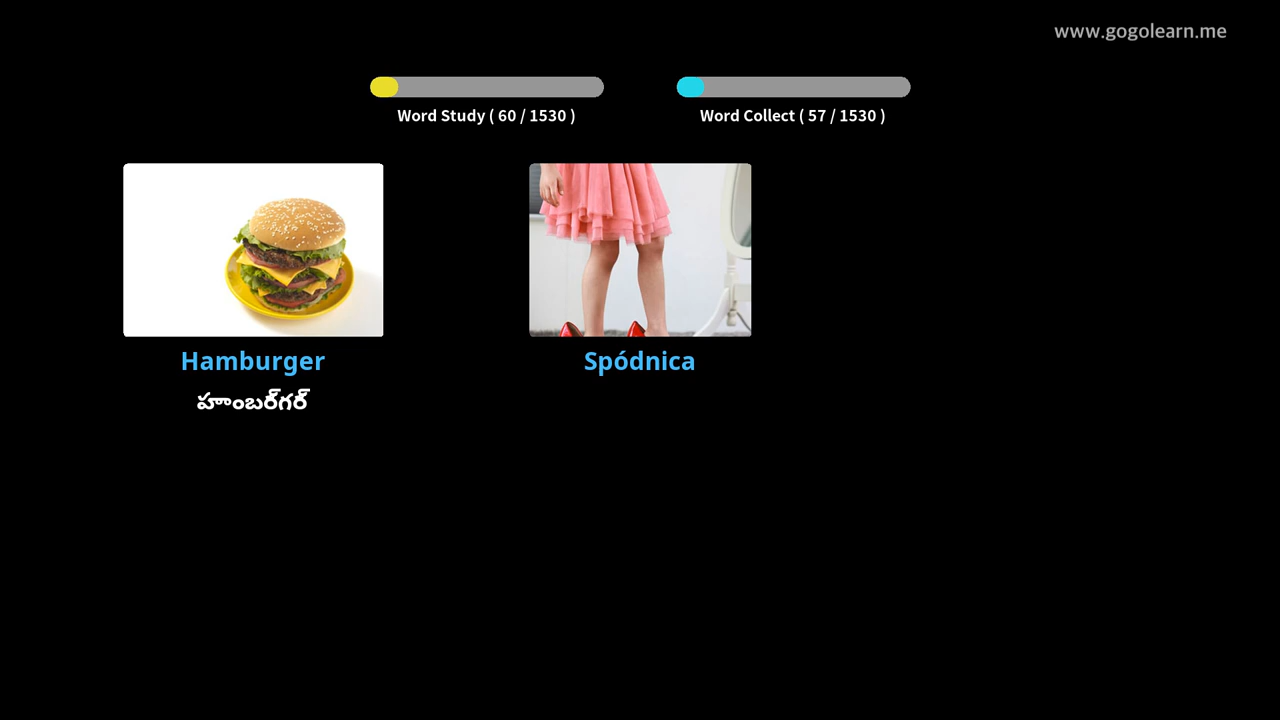 www.gogolearn.me
Word Study ( 60 / 1530 )
Word Collect ( 57 / 1530 )
Hamburger
హాంబర్‌గర్
Spódnica